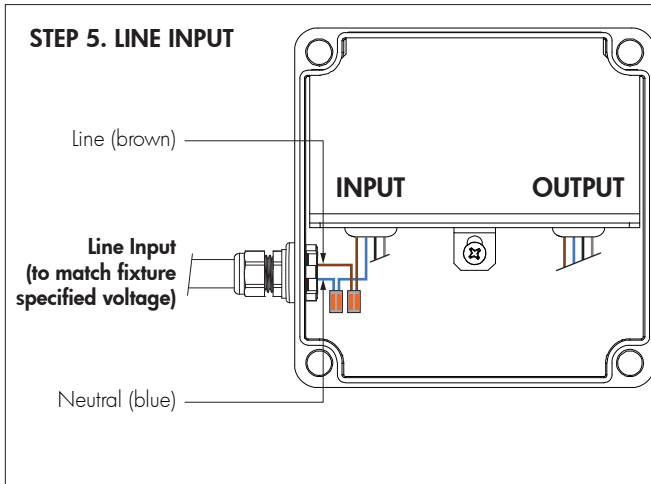 STEP 5. LINE INPUT
Line (brown)
INPUT
OUTPUT
Line Input
(to match fixture
specified voltage)
Neutral (blue)